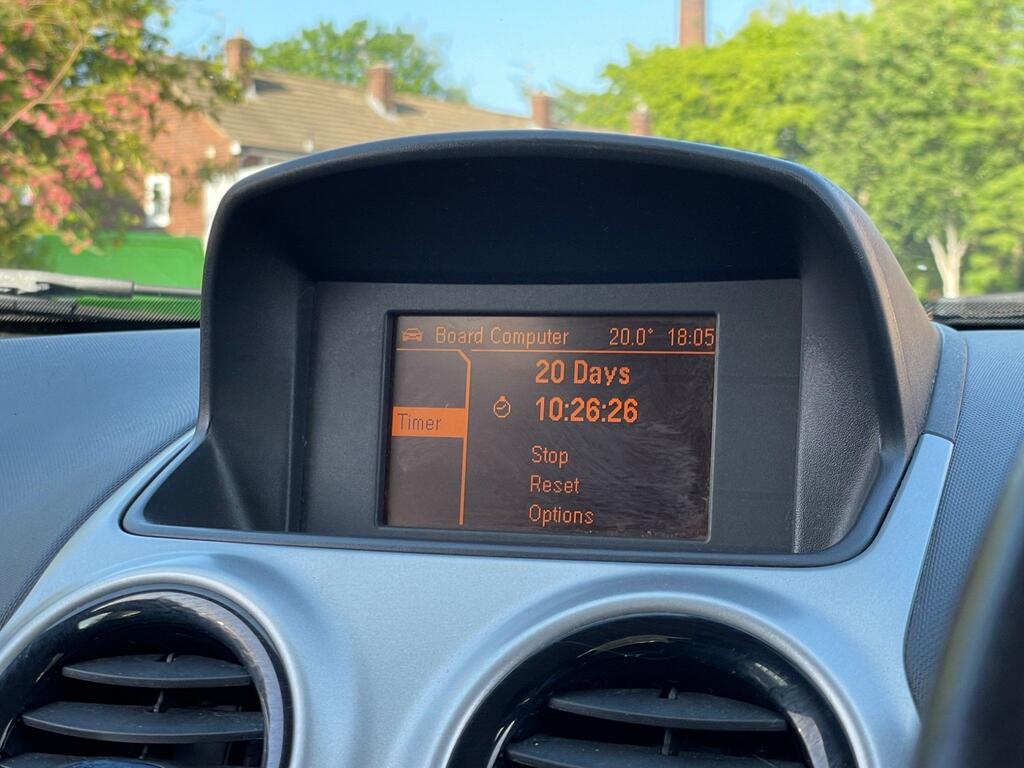 Board Computer 20.0° 18:05
20 Days
Timer
10:26:26
Stop
Reset
Options